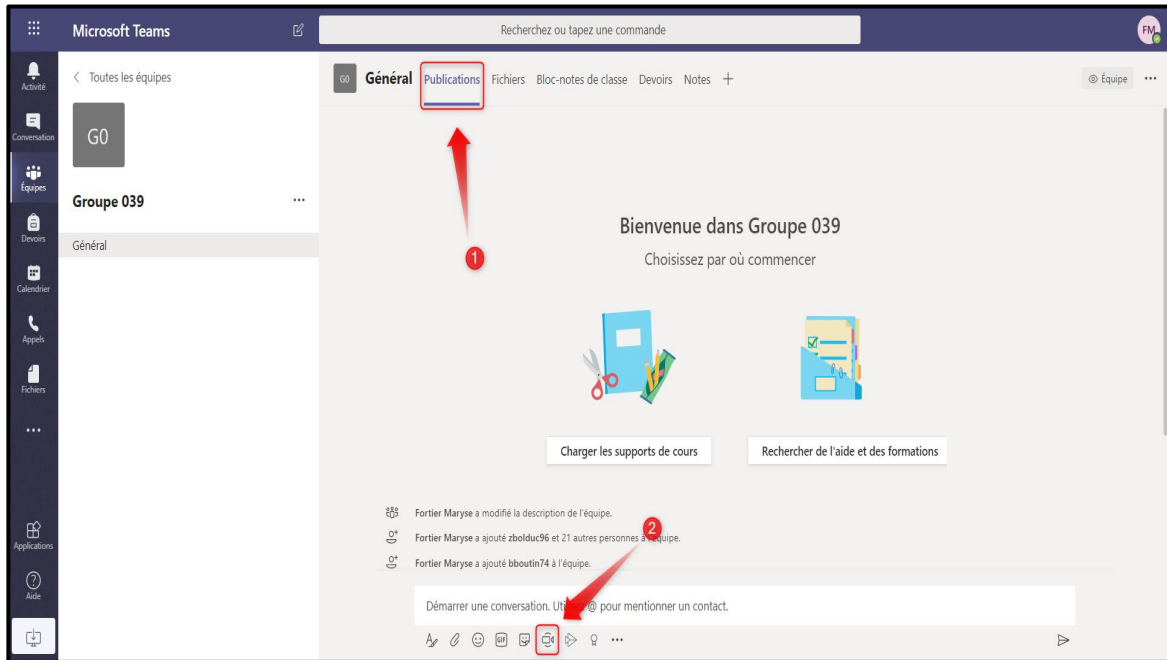 Microsoft Teams
Recherchez ou tapez une commande
FM
Activité
Conversation
Équipes
Devoirs
Calendrier
Appels
Fichiers
Applications
Aide
Toutes les équipes
G0
Groupe 039
Général
G0 Général Publications Fichiers Bloc-notes de classe Devoirs Notes
Équipe
1
Bienvenue dans Groupe 039
Choisissez par où commencer
Charger les supports de cours
Rechercher de l'aide et des formations
Fortier Maryse a modifié la description de l'équipe.
2
Fortier Maryse a ajouté zbolduc96 et 21 autres personnes à l'équipe.
Fortier Maryse a ajouté bboutin74 à l'équipe.
Démarrer une conversation. @ pour mentionner un contact.
GIF